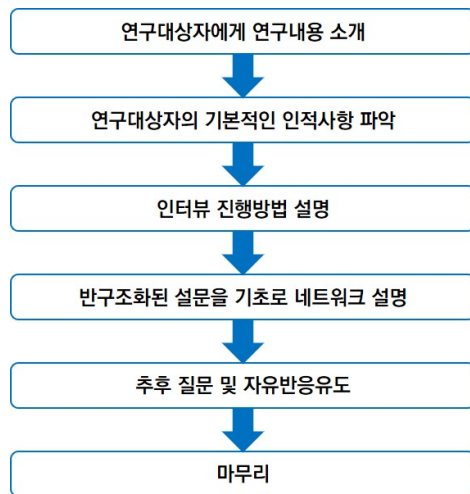 연구대상자에게 연구내용 소개
연구대상자의 기본적인 인적사항 파악
인터뷰 진행방법 설명
반구조화된 설문을 기초로 네트워크 설명
추후 질문 및 자유반응유도
마무리